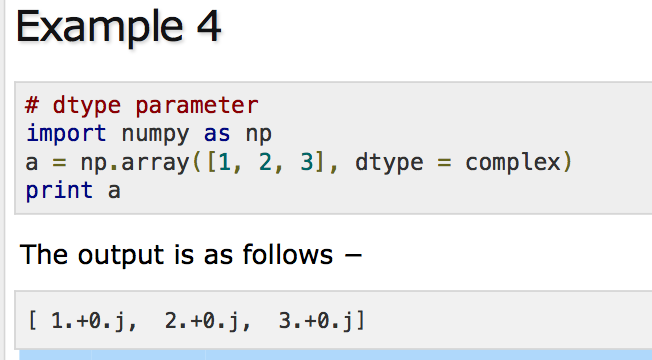 Example 4
# dtype parameter
import numpy as np
a = np.array([1, 2, 3], dtype = complex)
print a
The output is as follows −
[ 1.+0.j,  2.+0.j,  3.+0.j]